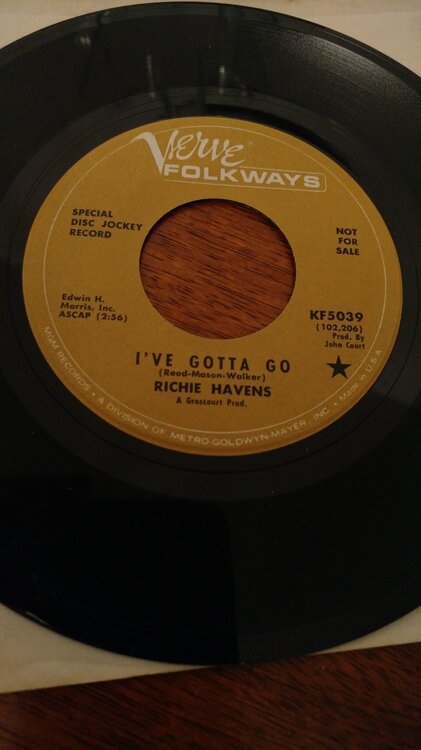 Verve®
FOLKWAYS
SPECIAL
DISC JOCKEY
RECORD
NOT
FOR
SALE
Edwin H.
Morris, Inc.
ASCAP (2:56)
KF5039
(102,206)
Prod. By
John Court
I'VE GOTTA GO
(Reed-Mason-Walker)
RICHIE HAVENS
A Groscourt Prod.
MGM RECORDS • A DIVISION OF METRO-GOLDWYN-MAYER, INC. • Made in U.S.A.